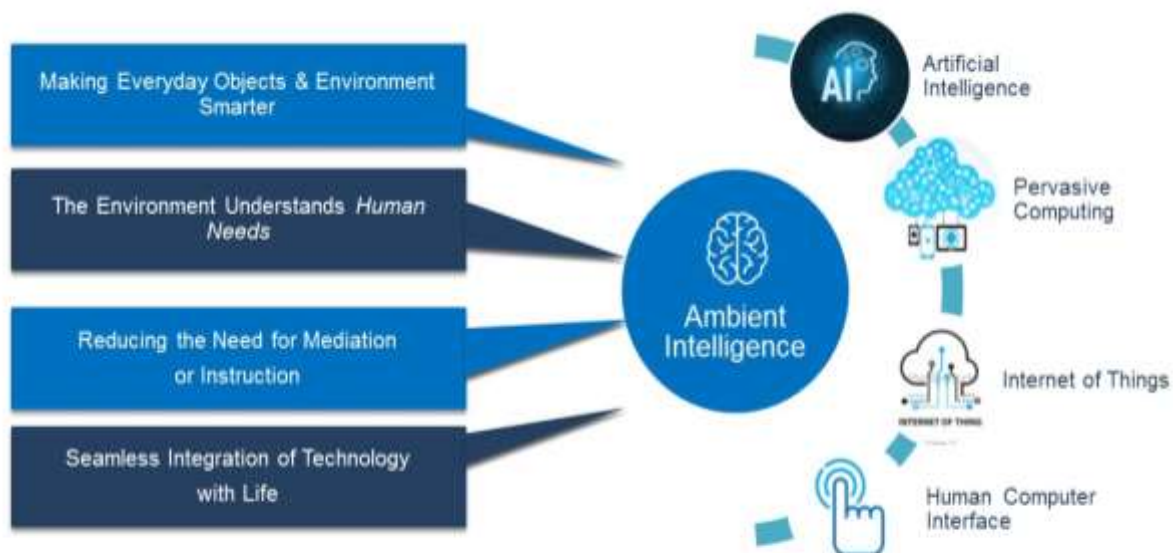 Making Everyday Objects & Environment
Smarter
The Environment Understands Human
Needs
Reducing the Need for Mediation
or Instruction
Seamless Integration of Technology
with Life
Ambient
Intelligence
AI
Artificial
Intelligence
Pervasive
Computing
INTERNET OF THING
Internet of Things
Human Computer
Interface